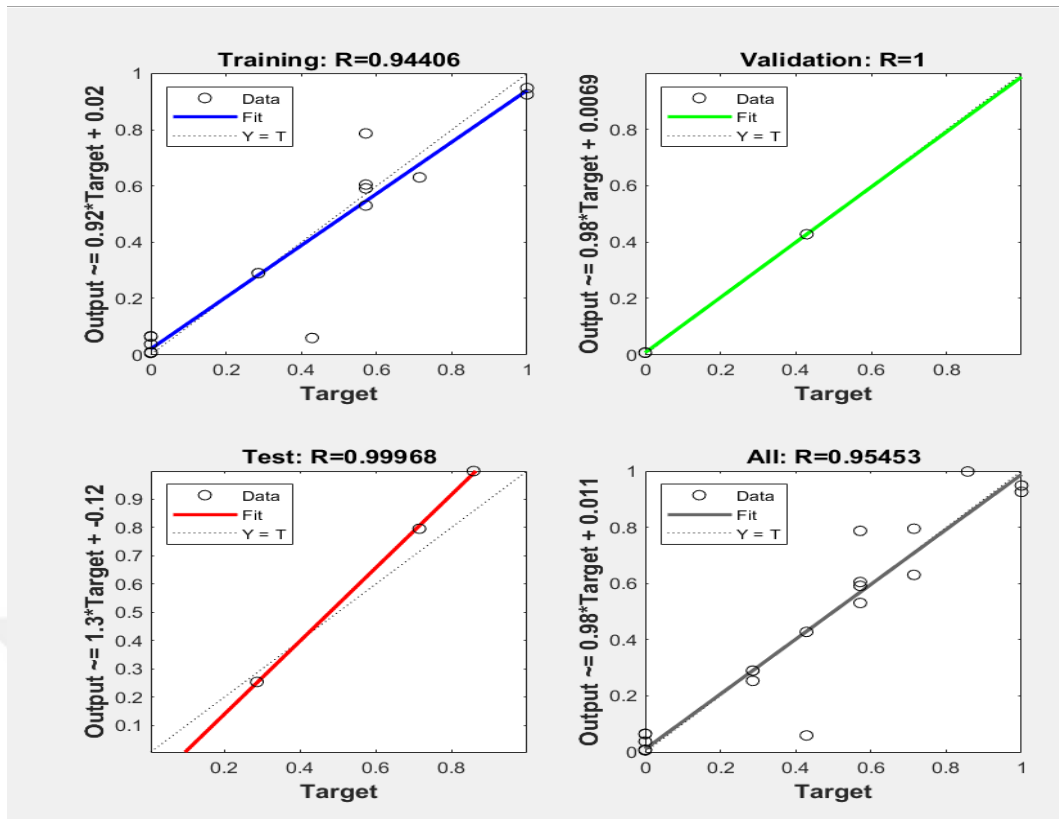 Training: R=0.94406
Output ~= 0.92*Target + 0.02
1
0.8
0.6
0.4
0.2
0
Data
Fit
Y = T
0 0.2 0.4 0.6 0.8 1
Target
Validation: R=1
Output ~= 0.98*Target + 0.0069
0.8
0.6
0.4
0.2
Data
Fit
Y = T
0 0.2 0.4 0.6 0.8
Target
Test: R=0.99968
Output ~= 1.3*Target + -0.12
0.9
0.8
0.7
0.6
0.5
0.4
0.3
0.2
0.1
Data
Fit
Y = T
0.2 0.4 0.6 0.8
Target
All: R=0.95453
Output ~= 0.98*Target + 0.011
1
0.8
0.6
0.4
0.2
0
Data
Fit
Y = T
0 0.2 0.4 0.6 0.8 1
Target